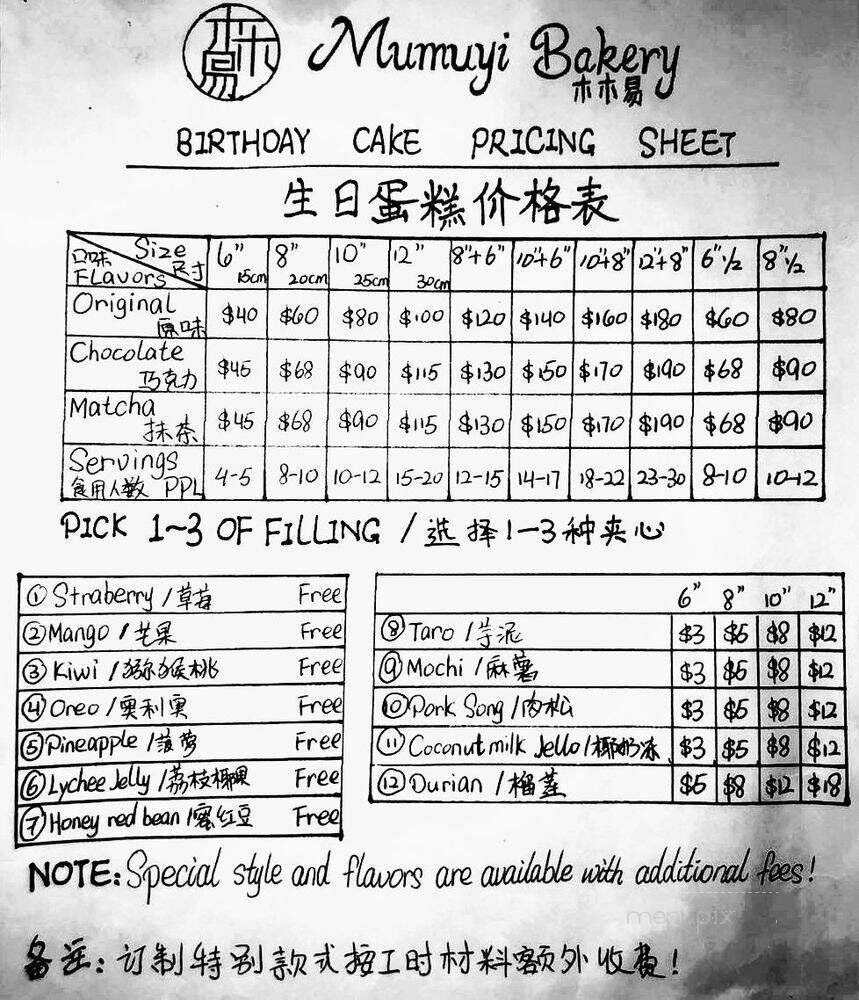 木木易
Mumuyi Bakery
木木易
BIRTHDAY CAKE PRICING SHEET
生日蛋糕价格表
口味 Flavors Size 尺寸 6" 15cm 8" 20cm 10" 25cm 12" 30cm 8"+6" 10"+6" 10"+8" 12"+8" 6"½ 8"½
Original 原味 $40 $60 $80 $100 $120 $140 $160 $180 $60 $80
Chocolate 巧克力 $45 $68 $90 $115 $130 $150 $170 $190 $68 $90
Matcha 抹茶 $45 $68 $90 $115 $130 $150 $170 $190 $68 $90
Servings 食用人数 PPL 4-5 8-10 10-12 15-20 12-15 14-17 18-22 23-30 8-10 10-12
PICK 1~3 OF FILLING / 选择1-3种夹心
① Straberry / 草莓 Free
② Mango / 芒果 Free
③ Kiwi / 猕猴桃 Free
④ Oreo / 奥利奥 Free
⑤ Pineapple / 菠萝 Free
⑥ Lychee Jelly / 荔枝椰果 Free
⑦ Honey red bean / 蜜红豆 Free
6" 8" 10" 12"
⑧ Taro / 芋泥 $3 $5 $8 $12
⑨ Mochi / 麻薯 $3 $5 $8 $12
⑩ Pork Song / 肉松 $3 $5 $8 $12
⑪ Coconut milk Jello / 椰奶冻 $3 $5 $8 $12
⑫ Durian / 榴莲 $5 $8 $12 $18
NOTE: Special style and flavors are available with additional fees!
menupix
备注: 订制特别款式按工时材料额外收费!